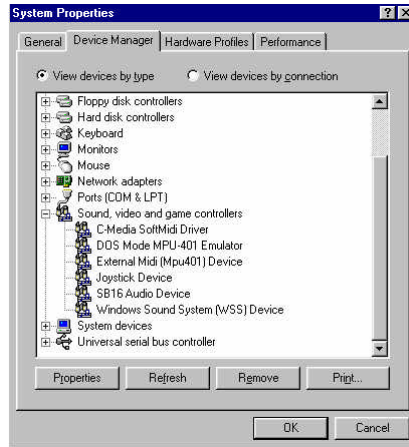 System Properties
General Device Manager Hardware Profiles Performance
View devices by type View devices by connection
Floppy disk controllers
Hard disk controllers
Keyboard
Monitors
Mouse
Network adapters
Ports (COM & LPT)
Sound, video and game controllers
C-Media SoftMidi Driver
DOS Mode MPU-401 Emulator
External Midi (Mpu401) Device
Joystick Device
SB16 Audio Device
Windows Sound System (WSS) Device
System devices
Universal serial bus controller
Properties Refresh Remove Print...
OK Cancel